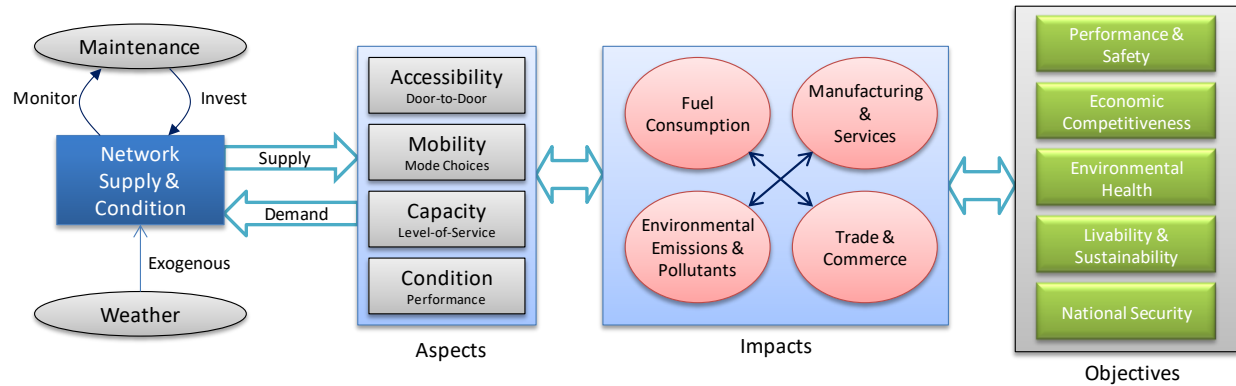 Maintenance
Monitor
Invest
Network
Supply &
Condition
Supply
Demand
Exogenous
Weather
Accessibility
Door-to-Door
Mobility
Mode Choices
Capacity
Level-of-Service
Condition
Performance
Aspects
Fuel
Consumption
Manufacturing
&
Services
Environmental
Emissions &
Pollutants
Trade &
Commerce
Impacts
Performance &
Safety
Economic
Competitiveness
Environmental
Health
Livability &
Sustainability
National Security
Objectives